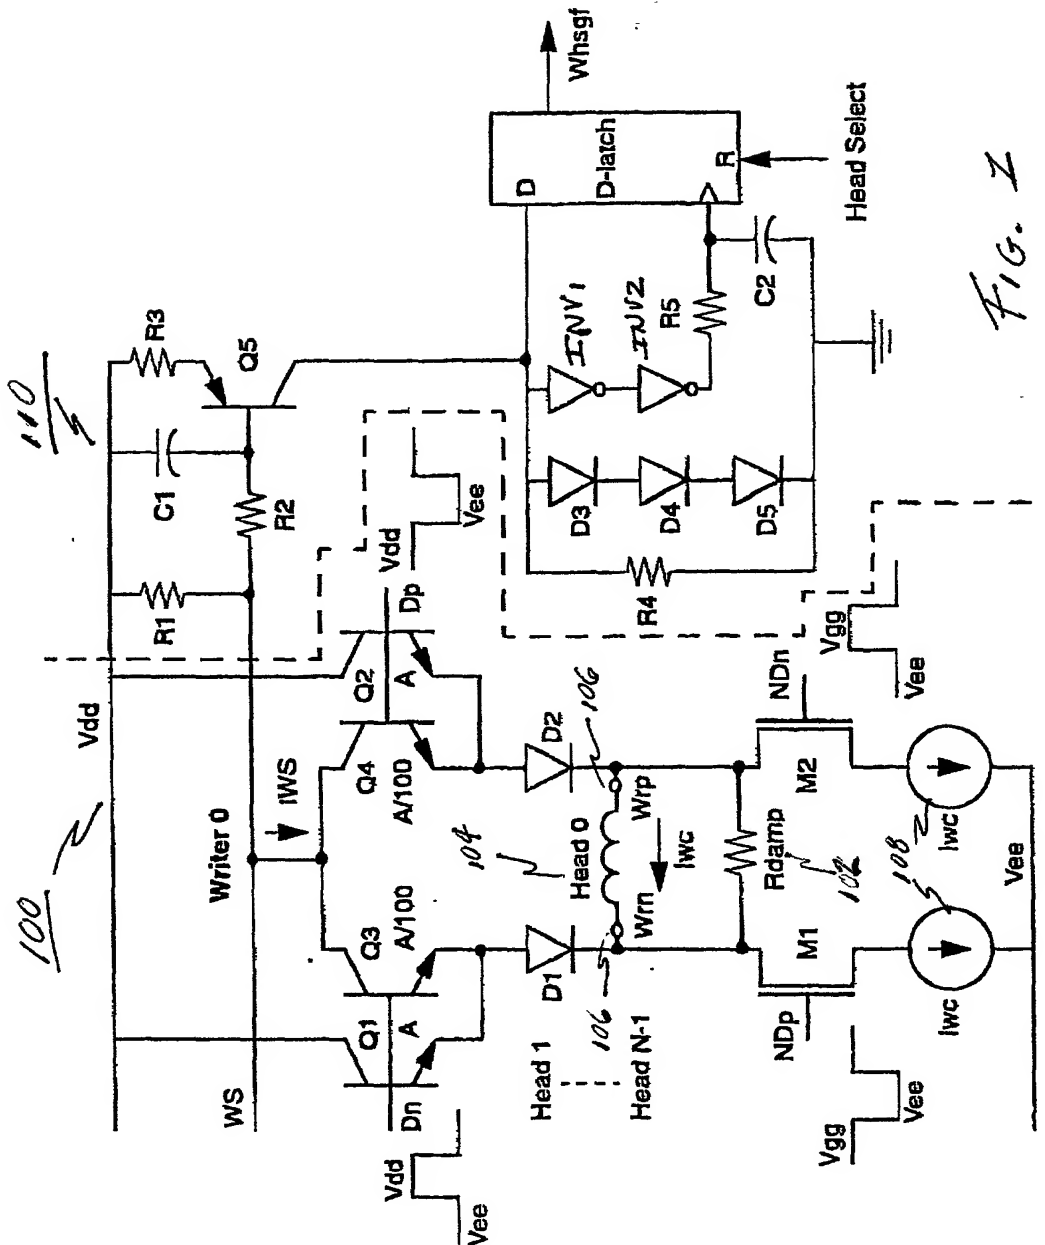 100
110
Vdd
R3
Whsgf
C1
Q5
R1
R2
WS
Writer 0
IWS
Q1
A
Q3
A/100
Q4
A/100
Q2
A
Dn
Dp
Vdd
Vee
Vdd
Vee
D
D-latch
R
Head Select
INV1
INV2
R5
C2
D3
D4
D5
R4
D1
D2
106
106
104
Head 1
Head N-1
Head 0
Wrn
Wrp
Iwc
Rdamp
102
NDp
M1
M2
NDn
Vgg
Vee
Vgg
Vee
Iwc
108
Iwc
Vee
FIG. 1